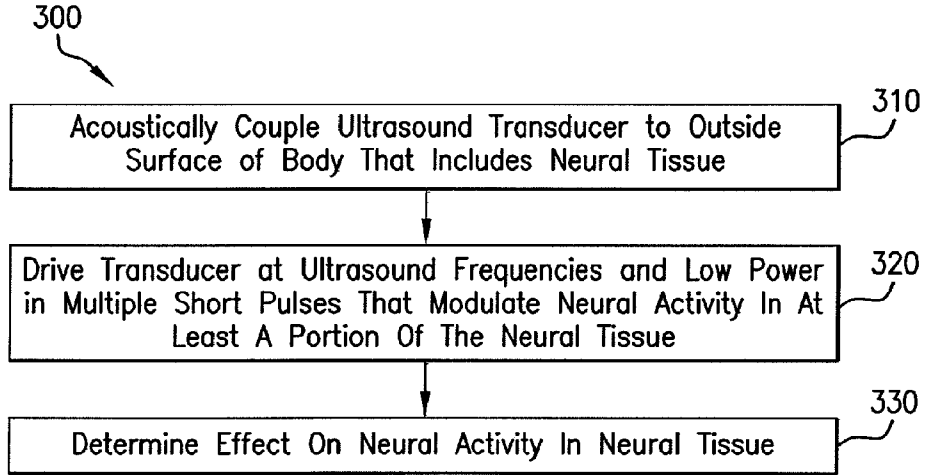 300
310
Acoustically Couple Ultrasound Transducer to Outside
Surface of Body That Includes Neural Tissue
320
Drive Transducer at Ultrasound Frequencies and Low Power
in Multiple Short Pulses That Modulate Neural Activity In At
Least A Portion Of The Neural Tissue
330
Determine Effect On Neural Activity In Neural Tissue